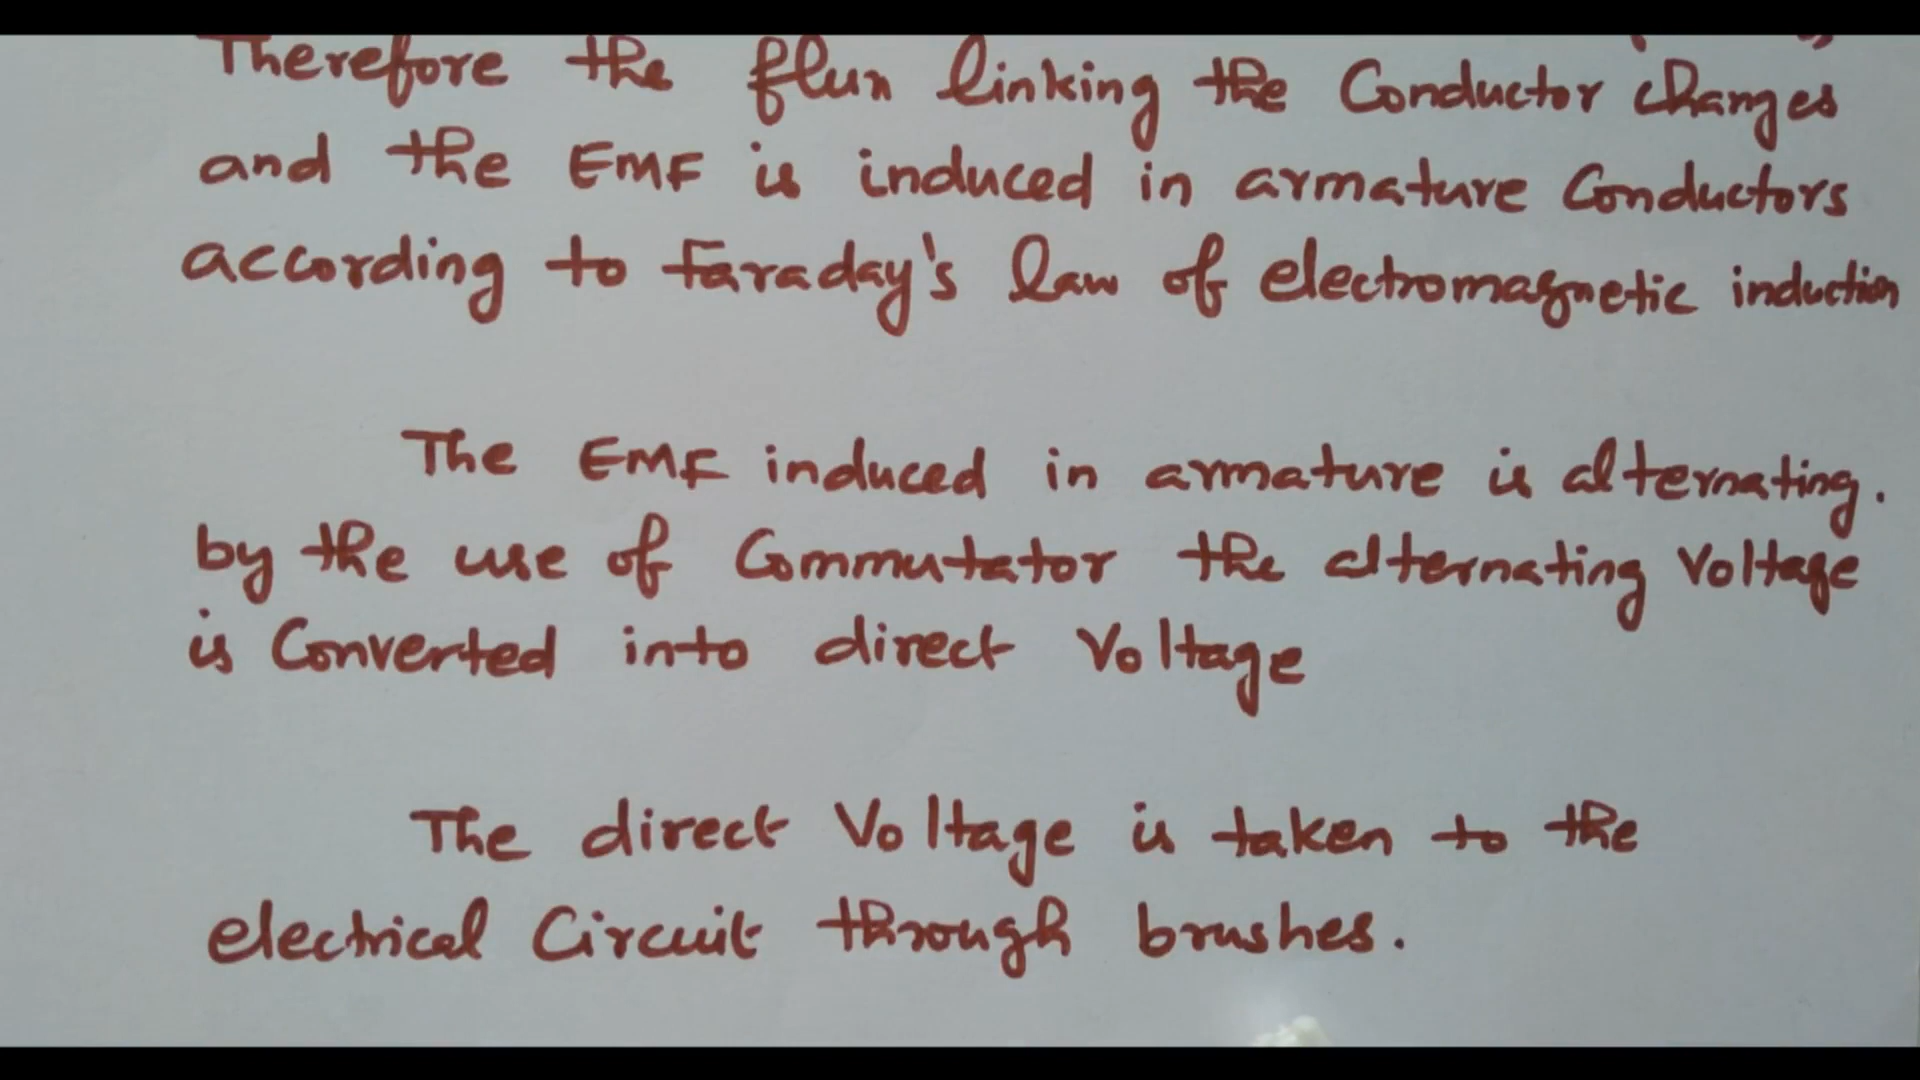 Therefore the flux linking the Conductor changes
and the EMF is induced in armature Conductors
according to Faraday's law of electromagnetic induction
The EMF induced in armature is alternating.
by the use of Commutator the alternating Voltage
is Converted into direct Voltage
The direct Voltage is taken to the
electrical Circuit through brushes.